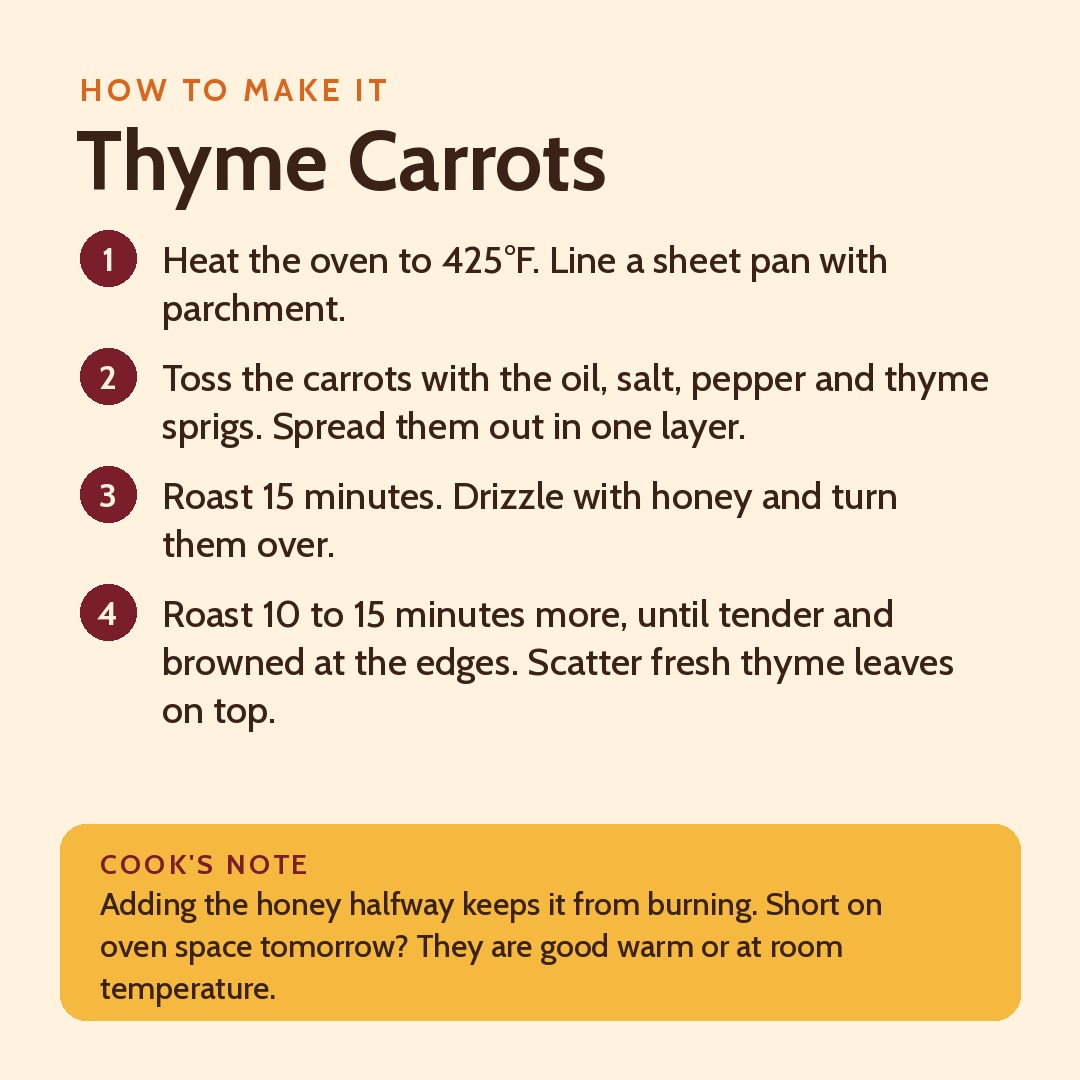 HOW TO MAKE IT
Thyme Carrots
1 Heat the oven to 425°F. Line a sheet pan with
parchment.
2 Toss the carrots with the oil, salt, pepper and thyme
sprigs. Spread them out in one layer.
3 Roast 15 minutes. Drizzle with honey and turn
them over.
4 Roast 10 to 15 minutes more, until tender and
browned at the edges. Scatter fresh thyme leaves
on top.
COOK'S NOTE
Adding the honey halfway keeps it from burning. Short on
oven space tomorrow? They are good warm or at room
temperature.